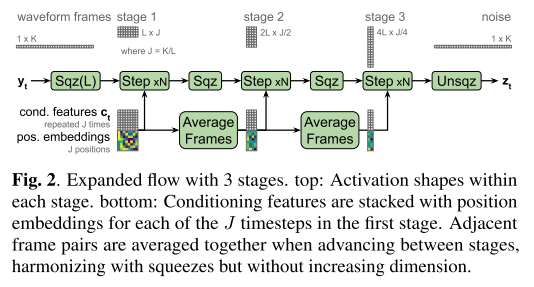 waveform frames stage 1 stage 2 stage 3 noise
1 x K L x J 2L x J/2 4L x J/4 1 x K
where J = K/L
y_t Sqz(L) Step xN Sqz Step xN Sqz Step xN Unsqz z_t
cond. features c_t
repeated J times
pos. embeddings
J positions
Average
Frames
Average
Frames
Fig. 2. Expanded flow with 3 stages. top: Activation shapes within
each stage. bottom: Conditioning features are stacked with position
embeddings for each of the J timesteps in the first stage. Adjacent
frame pairs are averaged together when advancing between stages,
harmonizing with squeezes but without increasing dimension.